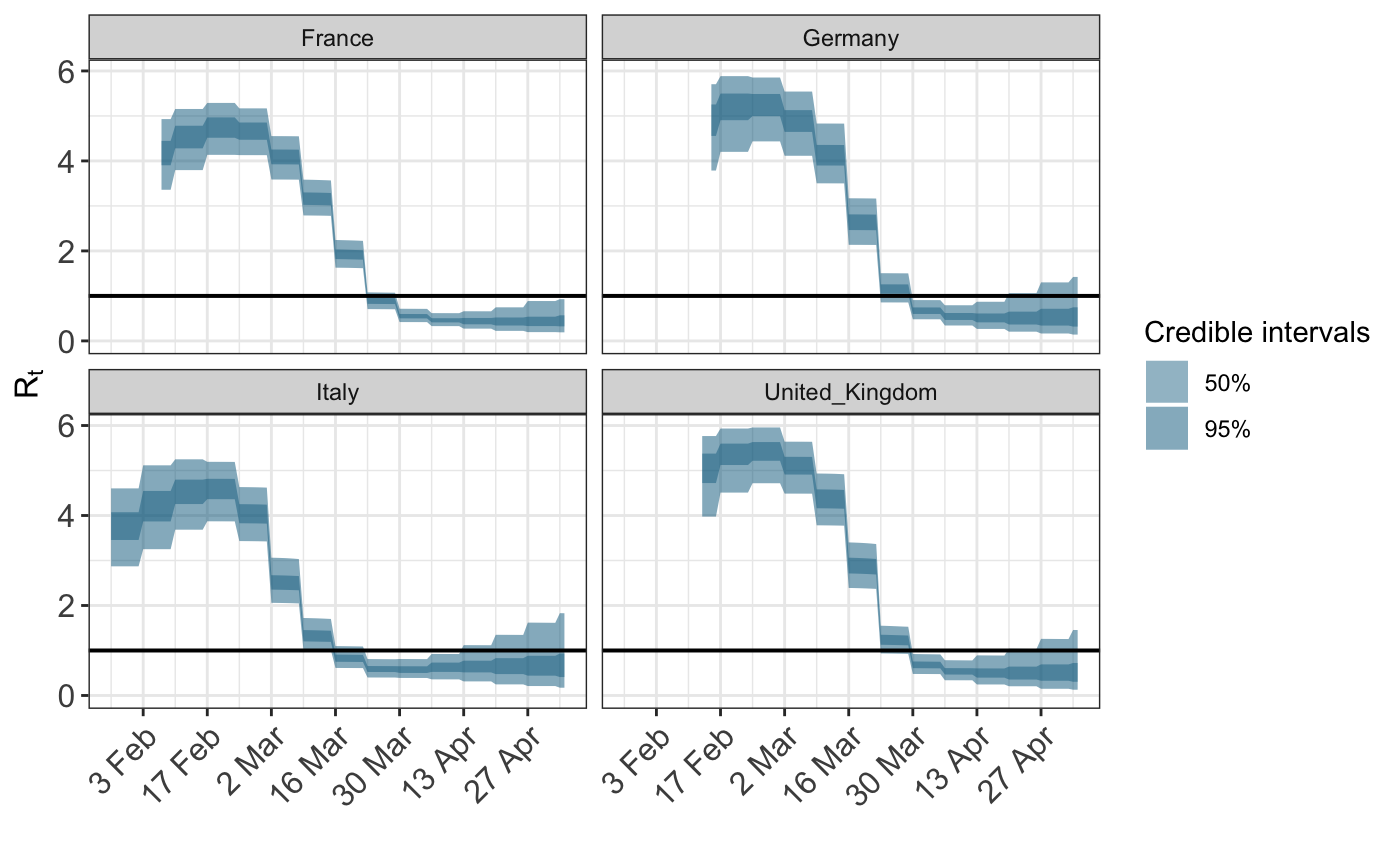 France
Germany
6
4
2
0
Italy
United_Kingdom
6
4
2
0
Rt
3 Feb
17 Feb
2 Mar
16 Mar
30 Mar
13 Apr
27 Apr
3 Feb
17 Feb
2 Mar
16 Mar
30 Mar
13 Apr
27 Apr
Credible intervals
50%
95%